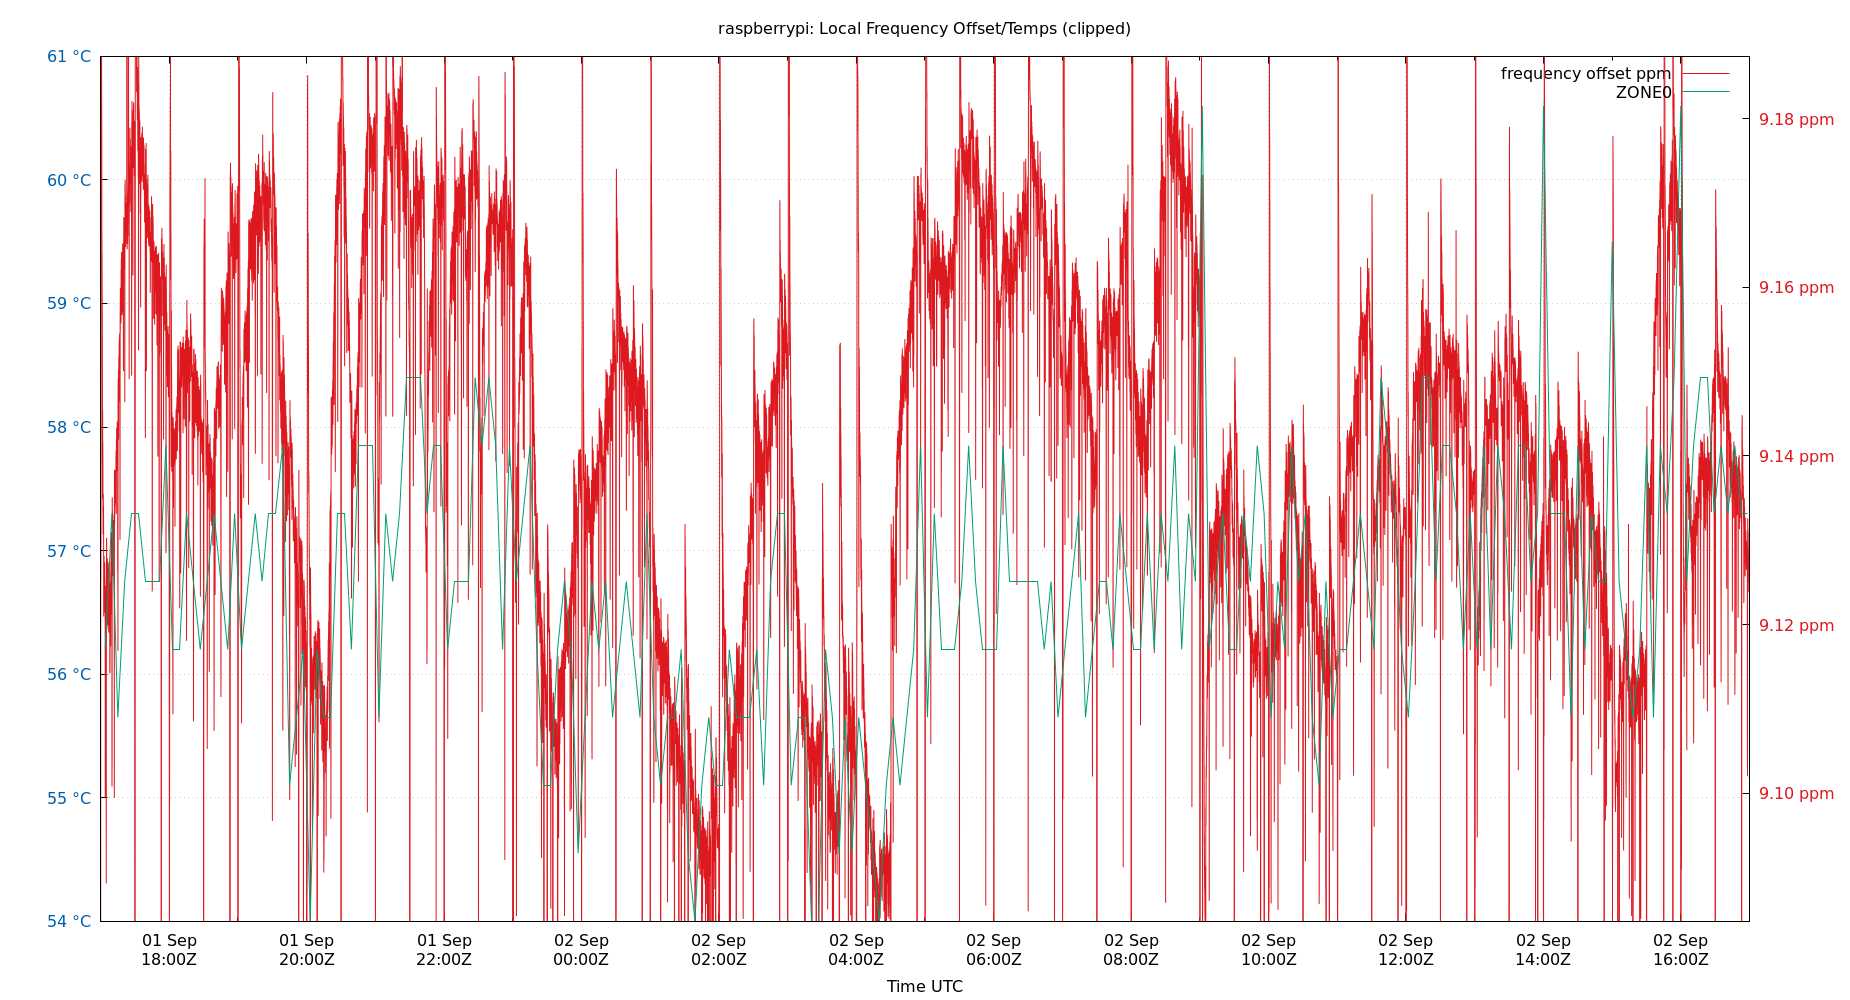 raspberrypi: Local Frequency Offset/Temps (clipped)
61 °C
60 °C
59 °C
58 °C
57 °C
56 °C
55 °C
54 °C
frequency offset ppm
ZONE0
9.18 ppm
9.16 ppm
9.14 ppm
9.12 ppm
9.10 ppm
01 Sep
18:00Z
01 Sep
20:00Z
01 Sep
22:00Z
02 Sep
00:00Z
02 Sep
02:00Z
02 Sep
04:00Z
02 Sep
06:00Z
02 Sep
08:00Z
02 Sep
10:00Z
02 Sep
12:00Z
02 Sep
14:00Z
02 Sep
16:00Z
Time UTC